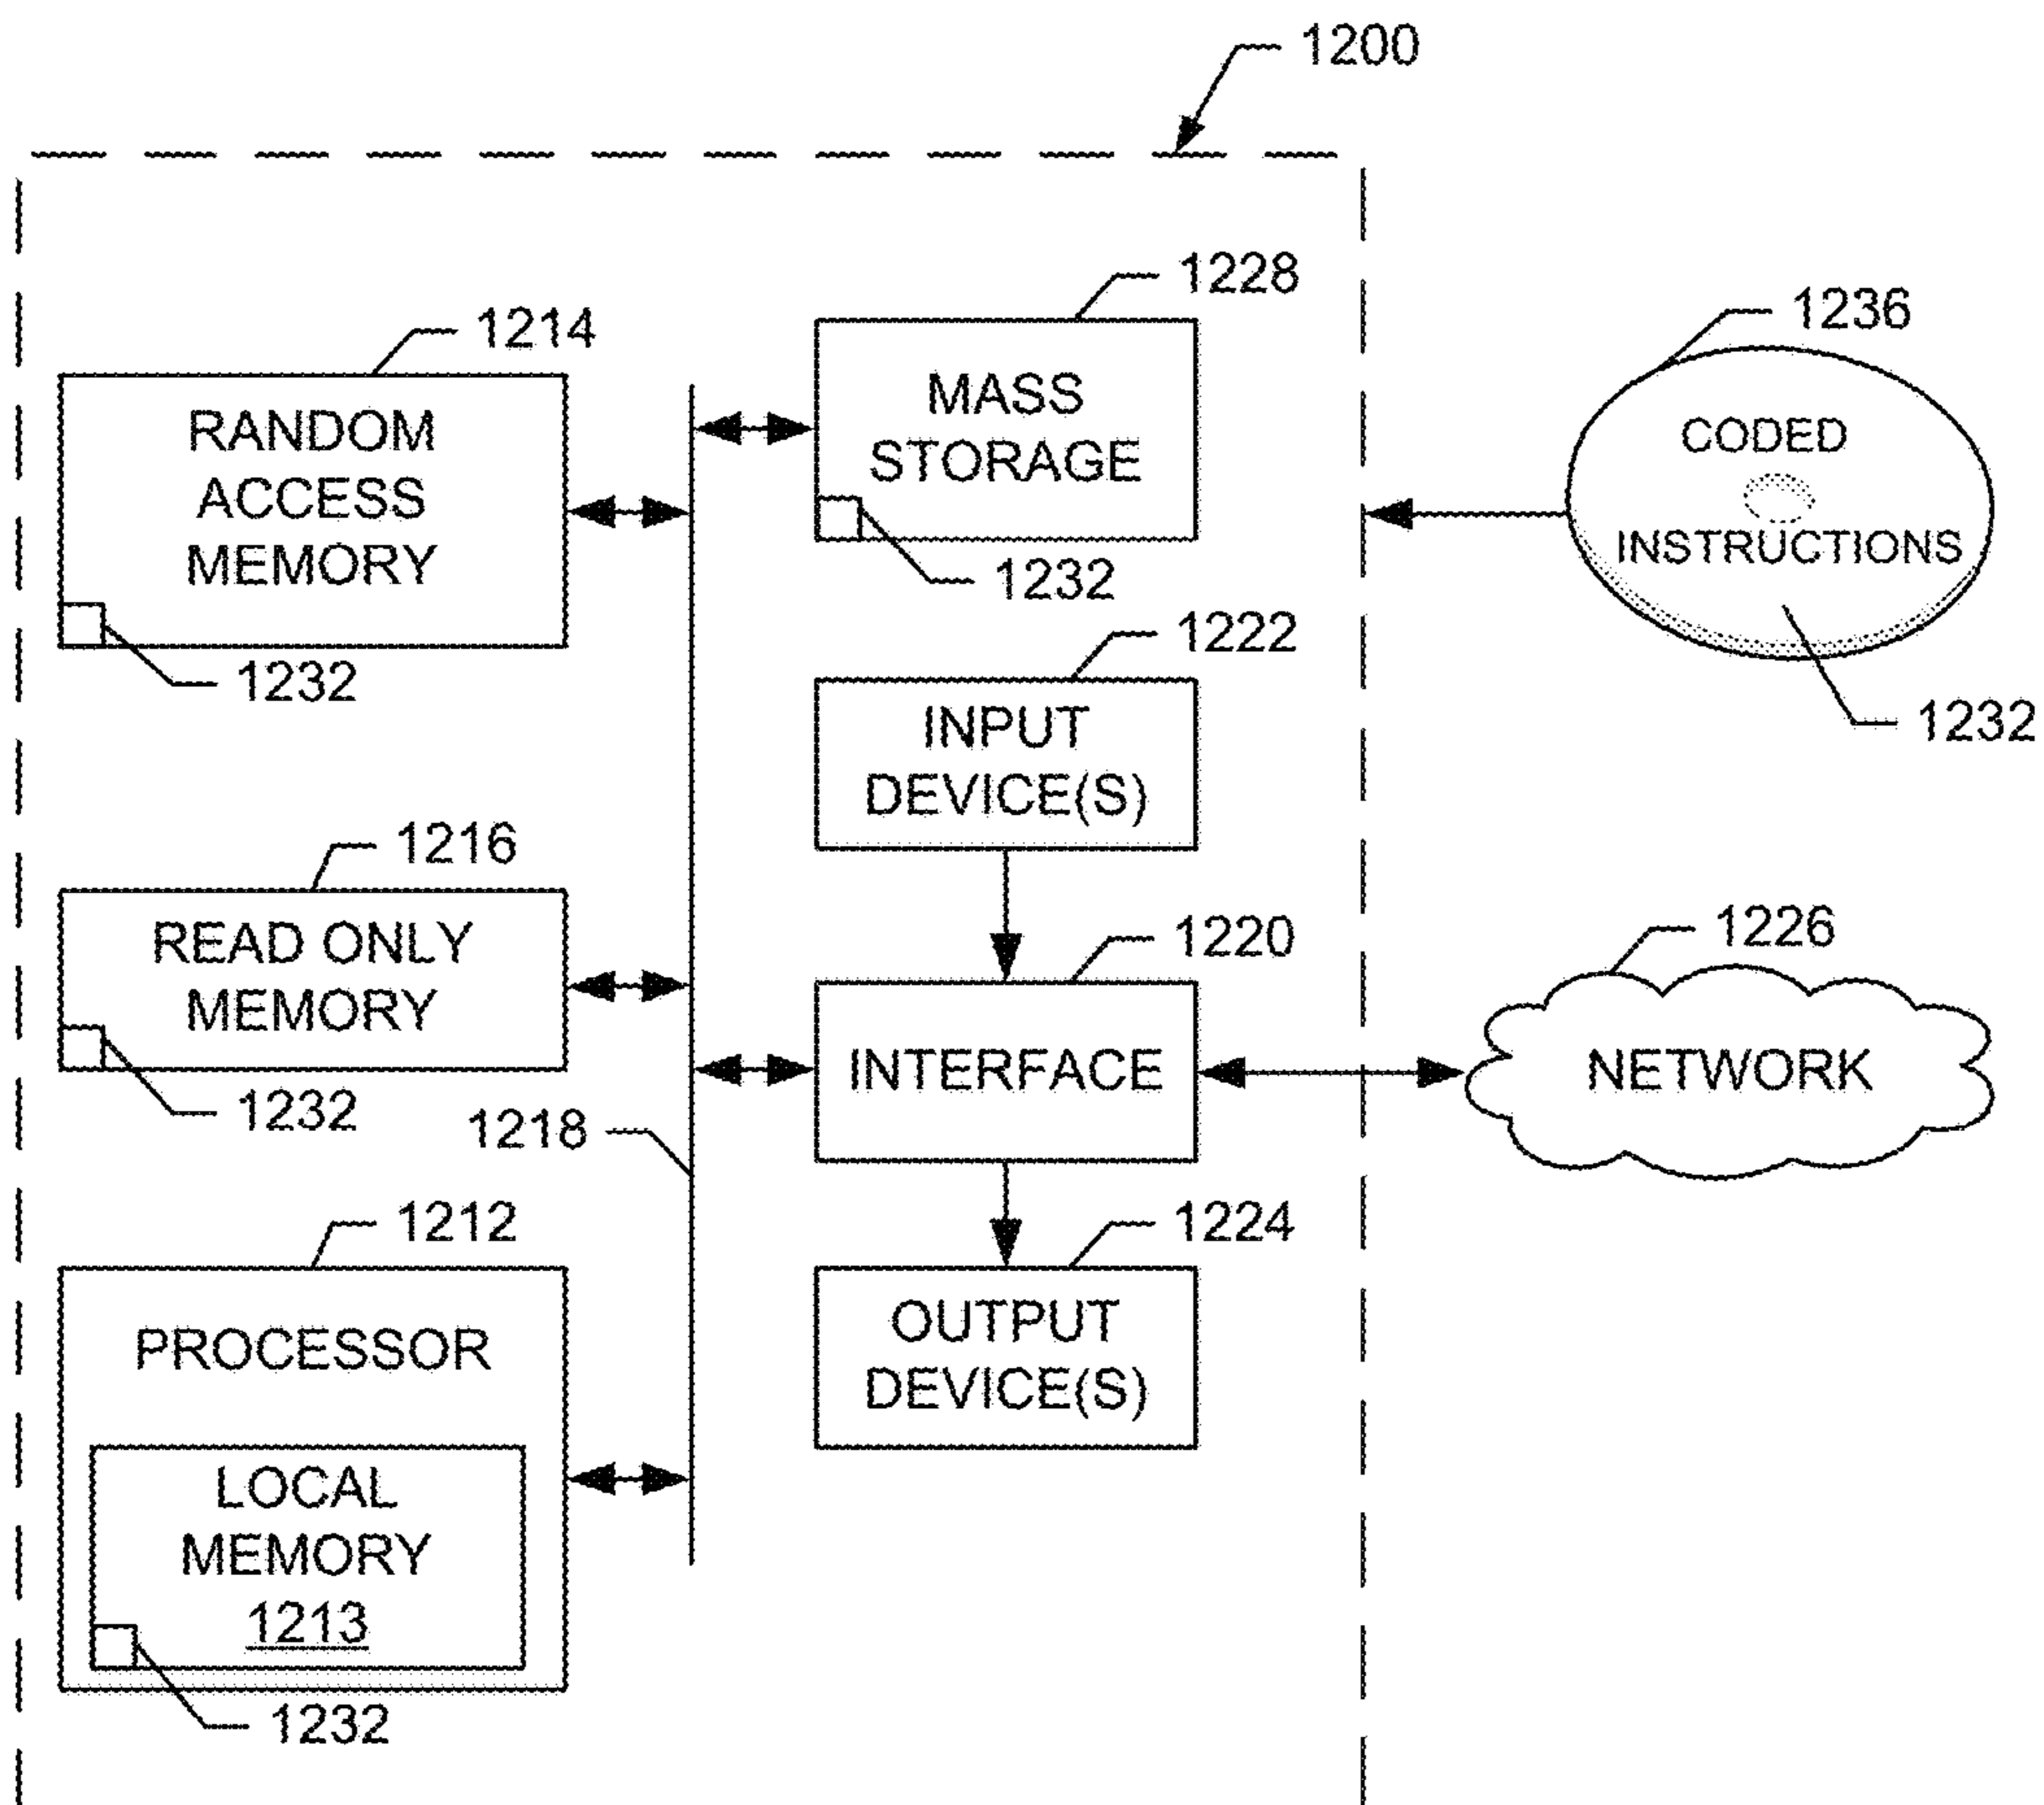 1200
1228
1214
1236
MASS
STORAGE
RANDOM
ACCESS
MEMORY
CODED
INSTRUCTIONS
1232
1232
1232
1222
INPUT
DEVICE(S)
1216
READ ONLY
MEMORY
1232
1220
1226
INTERFACE
NETWORK
1218
1212
1224
PROCESSOR
OUTPUT
DEVICE(S)
LOCAL
MEMORY
1213
1232